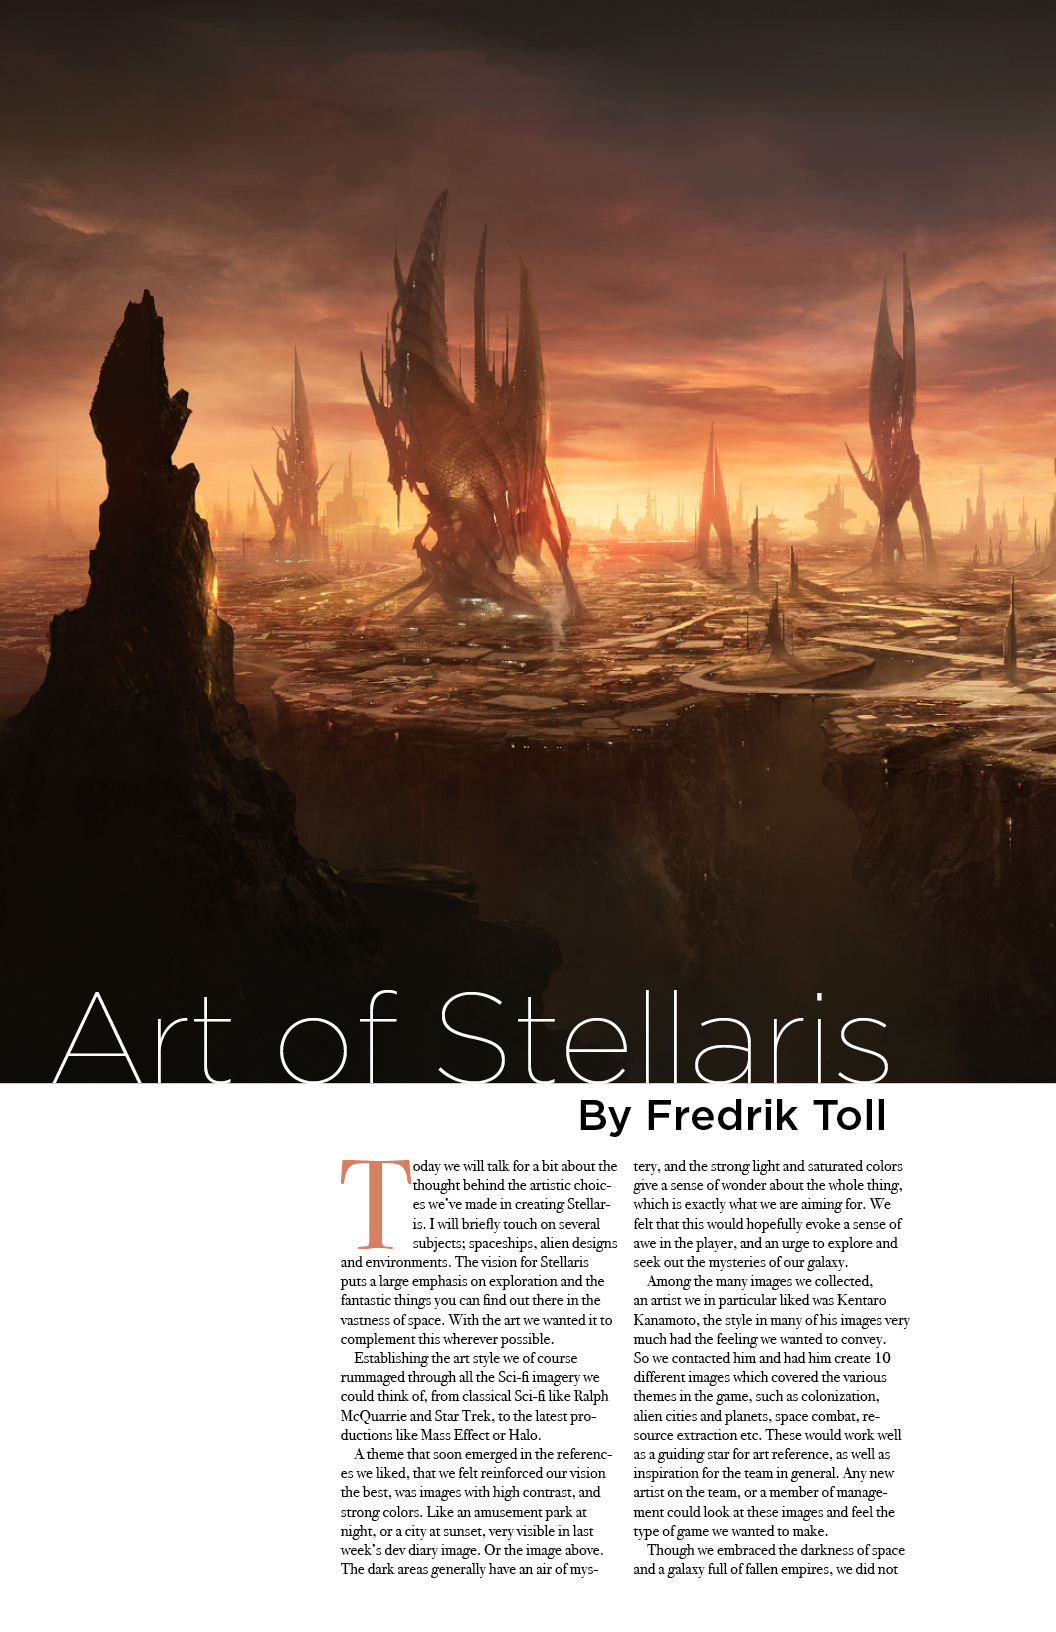 Art of Stellaris
By Fredrik Toll
Today we will talk for a bit about the
thought behind the artistic choic-
es we've made in creating Stellar-
is. I will briefly touch on several
subjects; spaceships, alien designs
and environments. The vision for Stellaris
puts a large emphasis on exploration and the
fantastic things you can find out there in the
vastness of space. With the art we wanted it to
complement this wherever possible.
Establishing the art style we of course
rummaged through all the Sci-fi imagery we
could think of, from classical Sci-fi like Ralph
McQuarrie and Star Trek, to the latest pro-
ductions like Mass Effect or Halo.
A theme that soon emerged in the referenc-
es we liked, that we felt reinforced our vision
the best, was images with high contrast, and
strong colors. Like an amusement park at
night, or a city at sunset, very visible in last
week's dev diary image. Or the image above.
The dark areas generally have an air of mys-
tery, and the strong light and saturated colors
give a sense of wonder about the whole thing,
which is exactly what we are aiming for. We
felt that this would hopefully evoke a sense of
awe in the player, and an urge to explore and
seek out the mysteries of our galaxy.
Among the many images we collected,
an artist we in particular liked was Kentaro
Kanamoto, the style in many of his images very
much had the feeling we wanted to convey.
So we contacted him and had him create 10
different images which covered the various
themes in the game, such as colonization,
alien cities and planets, space combat, re-
source extraction etc. These would work well
as a guiding star for art reference, as well as
inspiration for the team in general. Any new
artist on the team, or a member of manage-
ment could look at these images and feel the
type of game we wanted to make.
Though we embraced the darkness of space
and a galaxy full of fallen empires, we did not